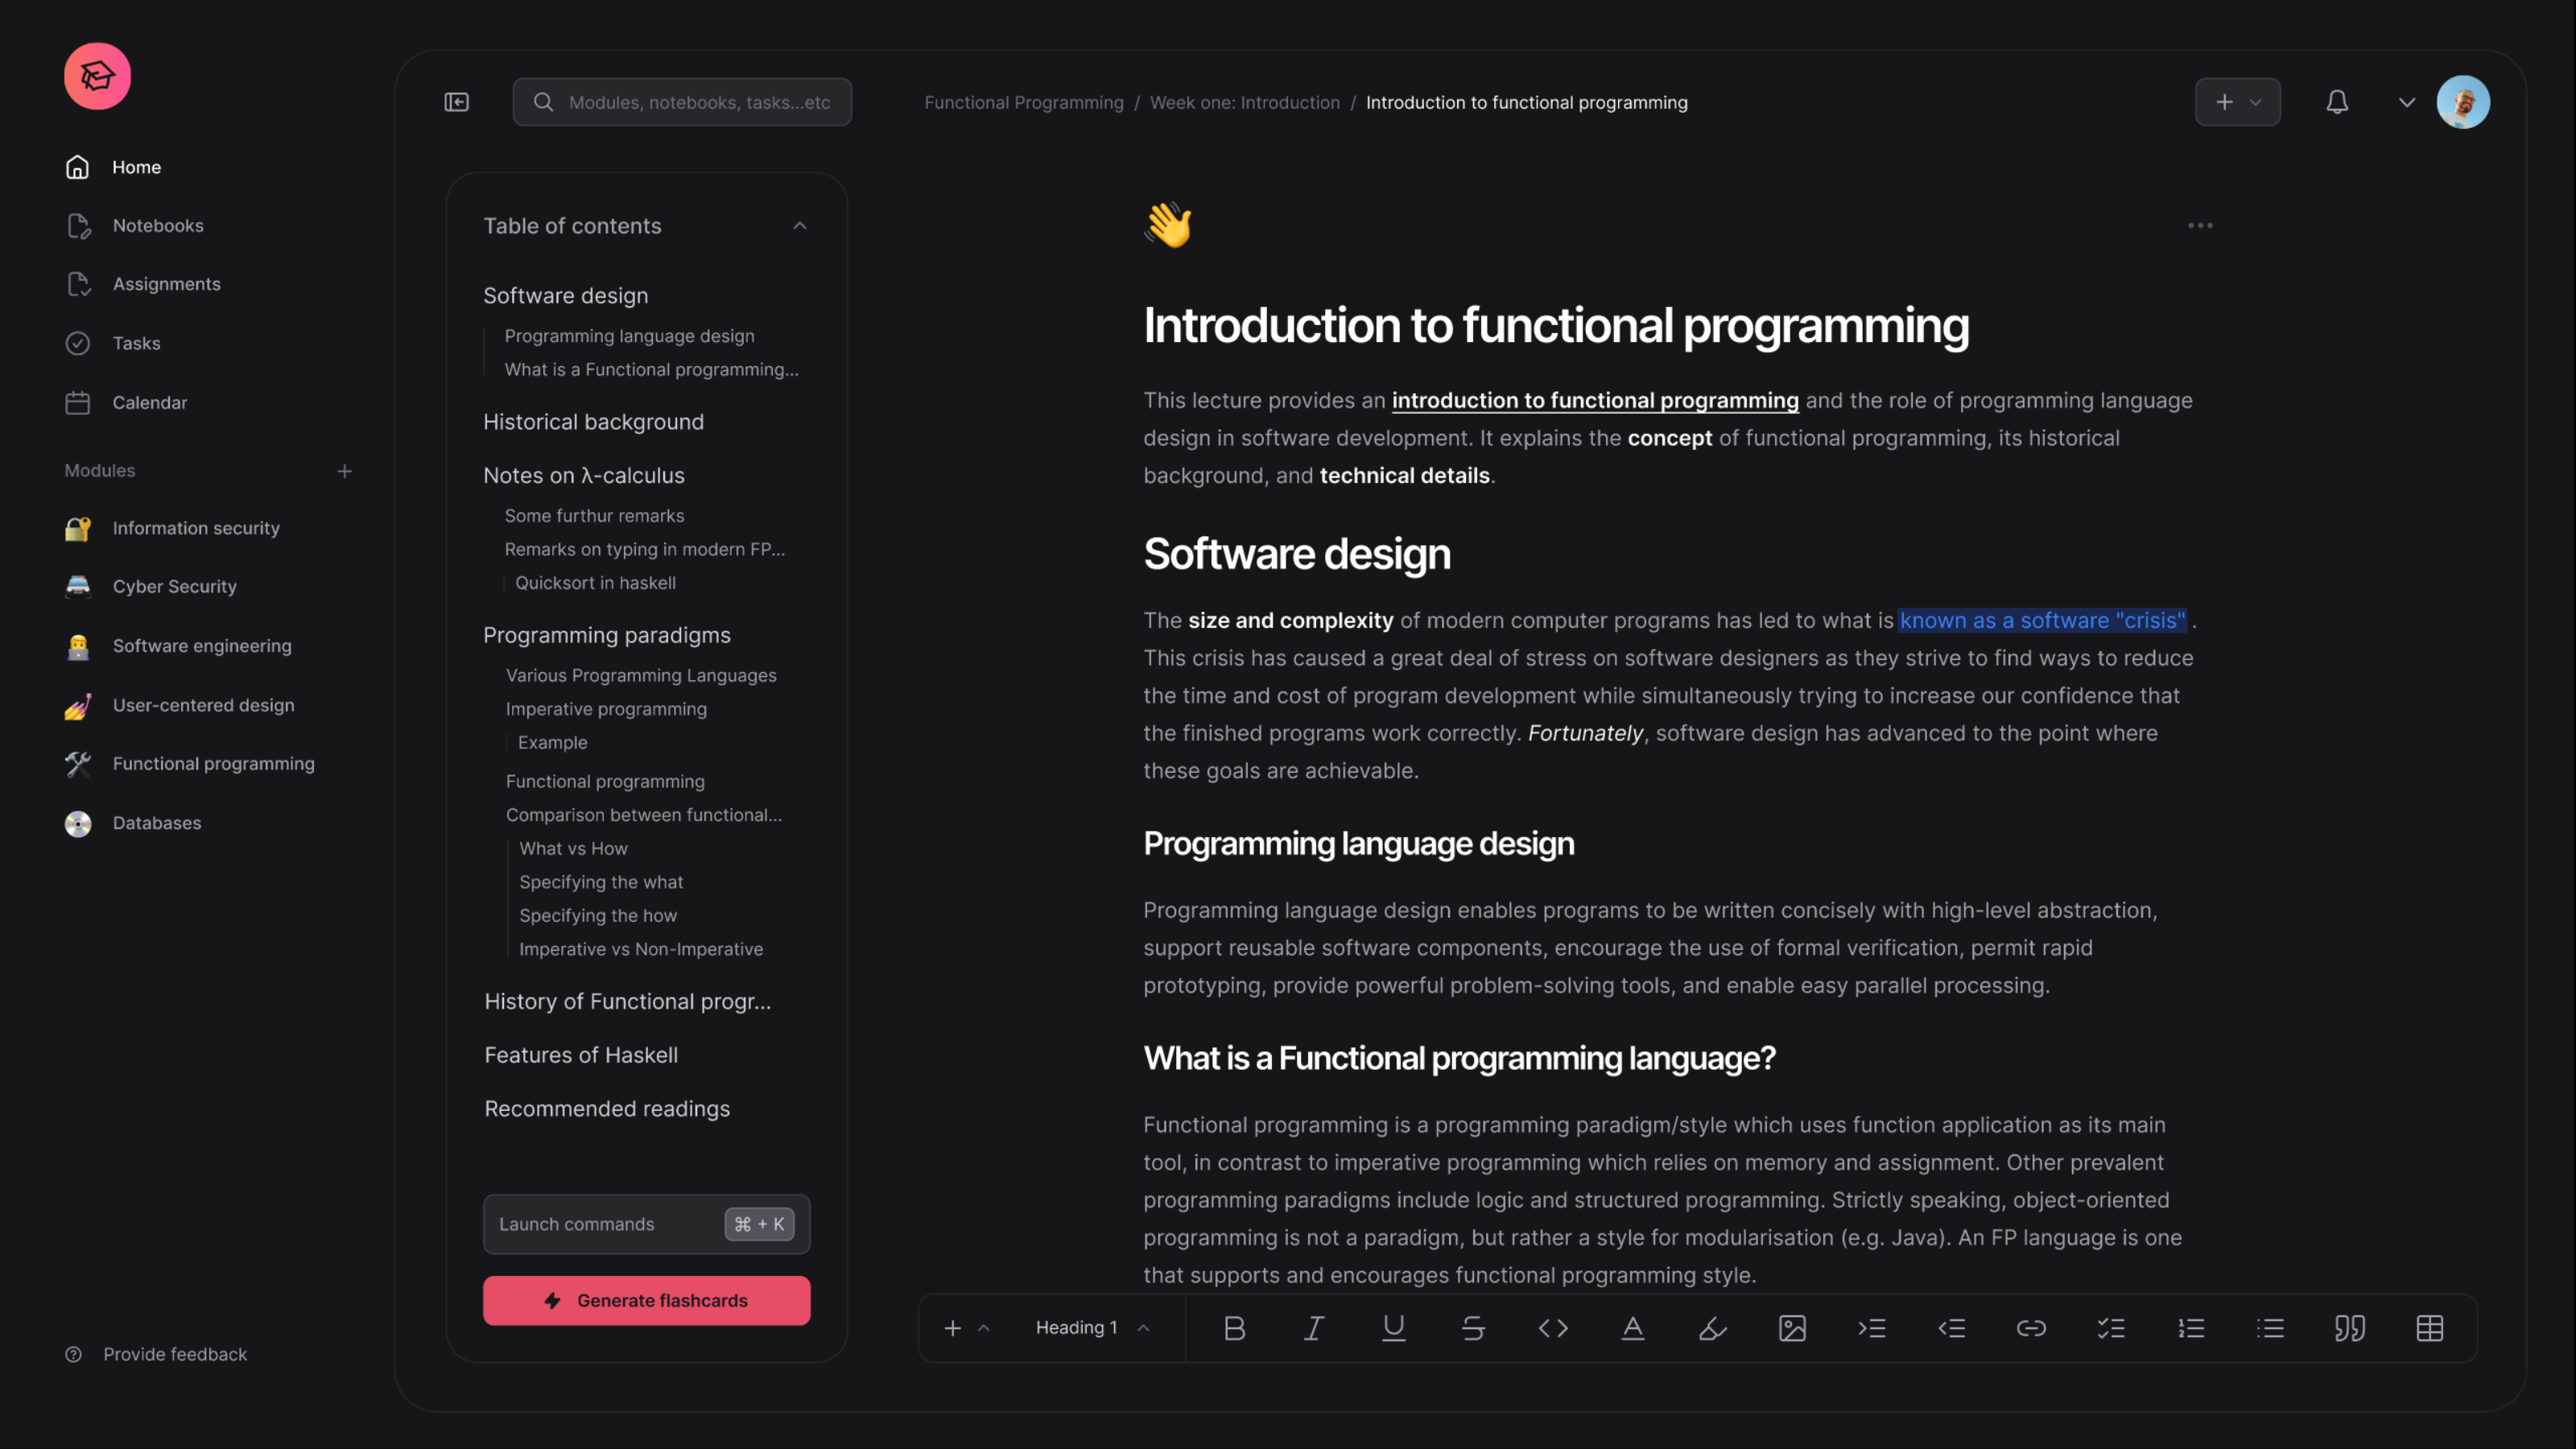 Home
Notebooks
Assignments
Tasks
Calendar
Modules
Information security
Cyber Security
Software engineering
User-centered design
Functional programming
Databases
Provide feedback
Modules, notebooks, tasks...etc
Functional Programming / Week one: Introduction / Introduction to functional programming
Table of contents
Software design
Programming language design
What is a Functional programming...
Historical background
Notes on λ-calculus
Some furthur remarks
Remarks on typing in modern FP...
Quicksort in haskell
Programming paradigms
Various Programming Languages
Imperative programming
Example
Functional programming
Comparison between functional...
What vs How
Specifying the what
Specifying the how
Imperative vs Non-Imperative
History of Functional progr...
Features of Haskell
Recommended readings
Launch commands ⌘ + K
Generate flashcards
Introduction to functional programming
This lecture provides an introduction to functional programming and the role of programming language
design in software development. It explains the concept of functional programming, its historical
background, and technical details.
Software design
The size and complexity of modern computer programs has led to what is known as a software "crisis" .
This crisis has caused a great deal of stress on software designers as they strive to find ways to reduce
the time and cost of program development while simultaneously trying to increase our confidence that
the finished programs work correctly. Fortunately, software design has advanced to the point where
these goals are achievable.
Programming language design
Programming language design enables programs to be written concisely with high-level abstraction,
support reusable software components, encourage the use of formal verification, permit rapid
prototyping, provide powerful problem-solving tools, and enable easy parallel processing.
What is a Functional programming language?
Functional programming is a programming paradigm/style which uses function application as its main
tool, in contrast to imperative programming which relies on memory and assignment. Other prevalent
programming paradigms include logic and structured programming. Strictly speaking, object-oriented
programming is not a paradigm, but rather a style for modularisation (e.g. Java). An FP language is one
that supports and encourages functional programming style.
Heading 1